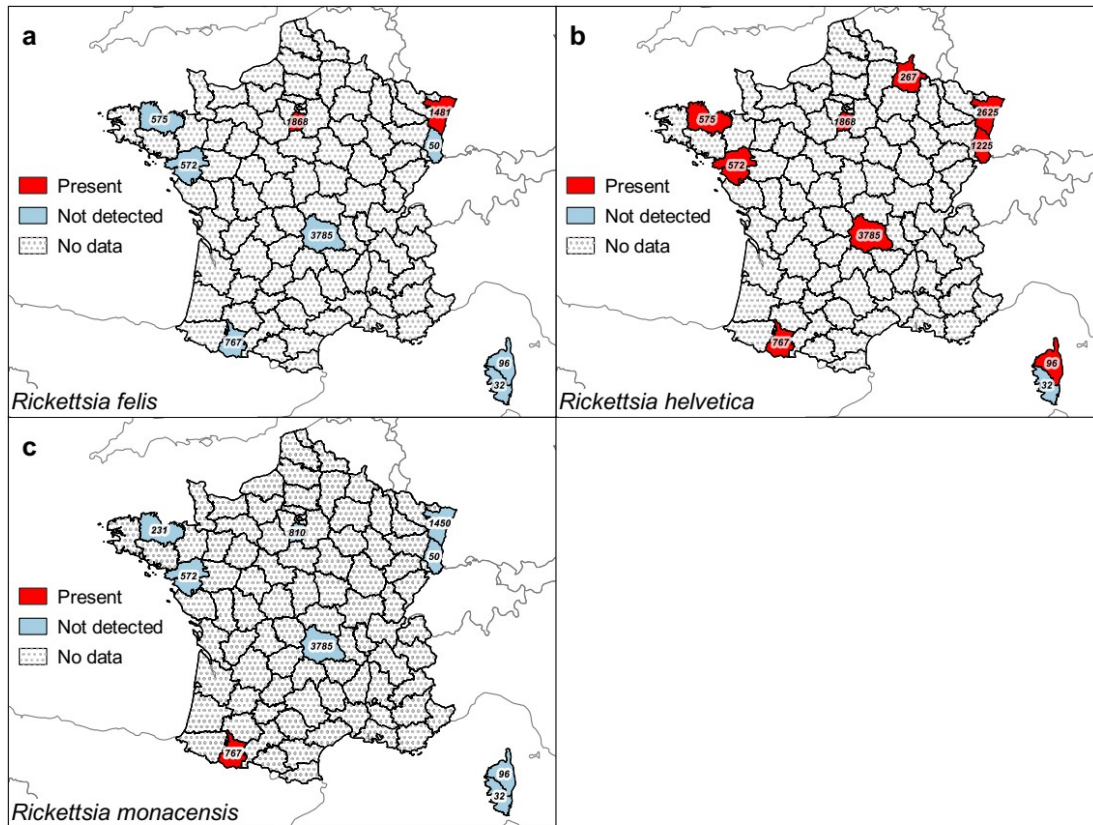 a
575
1868
1481
50
572
Present
Not detected
No data
3785
767
96
32
Rickettsia felis
b
267
575
1868
2625
1225
572
Present
Not detected
No data
3785
767
96
32
Rickettsia helvetica
c
231
810
1450
50
572
Present
Not detected
No data
3785
767
96
32
Rickettsia monacensis